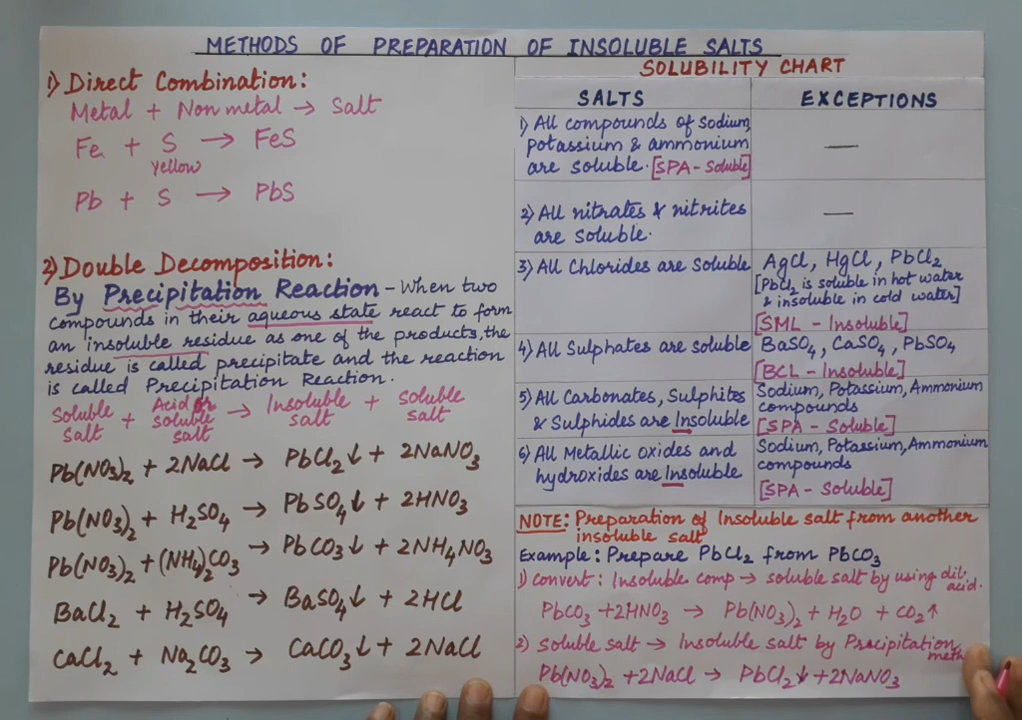 METHODS OF PREPARATION OF INSOLUBLE SALTS
1) Direct Combination:
Metal + Non metal → Salt
Fe + S → FeS
Yellow
Pb + S → PbS
2) Double Decomposition:
By Precipitation Reaction - When two
compounds in their aqueous state react to form
an insoluble residue as one of the products, the
residue is called precipitate and the reaction
is called Precipitation Reaction.
Soluble salt + Acid or soluble salt → Insoluble salt + Soluble salt
Pb(NO₃)₂ + 2NaCl → PbCl₂↓ + 2NaNO₃
Pb(NO₃)₂ + H₂SO₄ → PbSO₄↓ + 2HNO₃
Pb(NO₃)₂ + (NH₄)₂CO₃ → PbCO₃↓ + 2NH₄NO₃
BaCl₂ + H₂SO₄ → BaSO₄↓ + 2HCl
CaCl₂ + Na₂CO₃ → CaCO₃↓ + 2NaCl
SOLUBILITY CHART
SALTS EXCEPTIONS
1) All compounds of Sodium,
potassium & ammonium
are soluble. [SPA - Soluble]
—
2) All nitrates & nitrites
are soluble.
—
3) All Chlorides are Soluble
AgCl, HgCl, PbCl₂
[PbCl₂ is soluble in hot water
& insoluble in cold water]
[SML - Insoluble]
4) All Sulphates are soluble
BaSO₄, CaSO₄, PbSO₄
[BCL - Insoluble]
5) All Carbonates, Sulphites
& Sulphides are Insoluble
Sodium, Potassium, Ammonium
compounds
[SPA - Soluble]
6) All Metallic oxides and
hydroxides are Insoluble
Sodium, Potassium, Ammonium
compounds
[SPA - Soluble]
NOTE: Preparation of Insoluble salt from another
insoluble salt
Example: Prepare PbCl₂ from PbCO₃
1) convert: Insoluble comp → soluble salt by using dil. acid.
PbCO₃ + 2HNO₃ → Pb(NO₃)₂ + H₂O + CO₂↑
2) soluble salt → Insoluble salt by Precipitation
Pb(NO₃)₂ + 2NaCl → PbCl₂↓ + 2NaNO₃